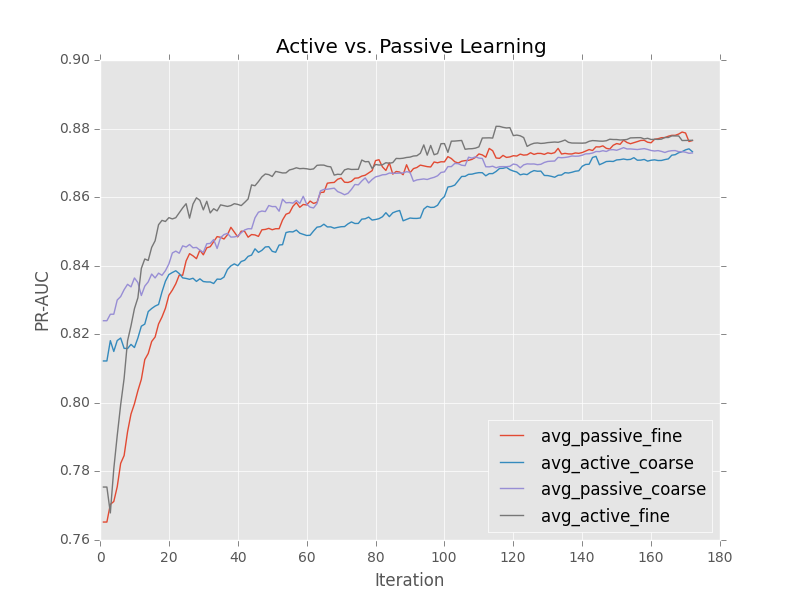 Active vs. Passive Learning
0.90
0.88
0.86
0.84
0.82
0.80
0.78
0.76
PR-AUC
avg_passive_fine
avg_active_coarse
avg_passive_coarse
avg_active_fine
0 20 40 60 80 100 120 140 160 180
Iteration